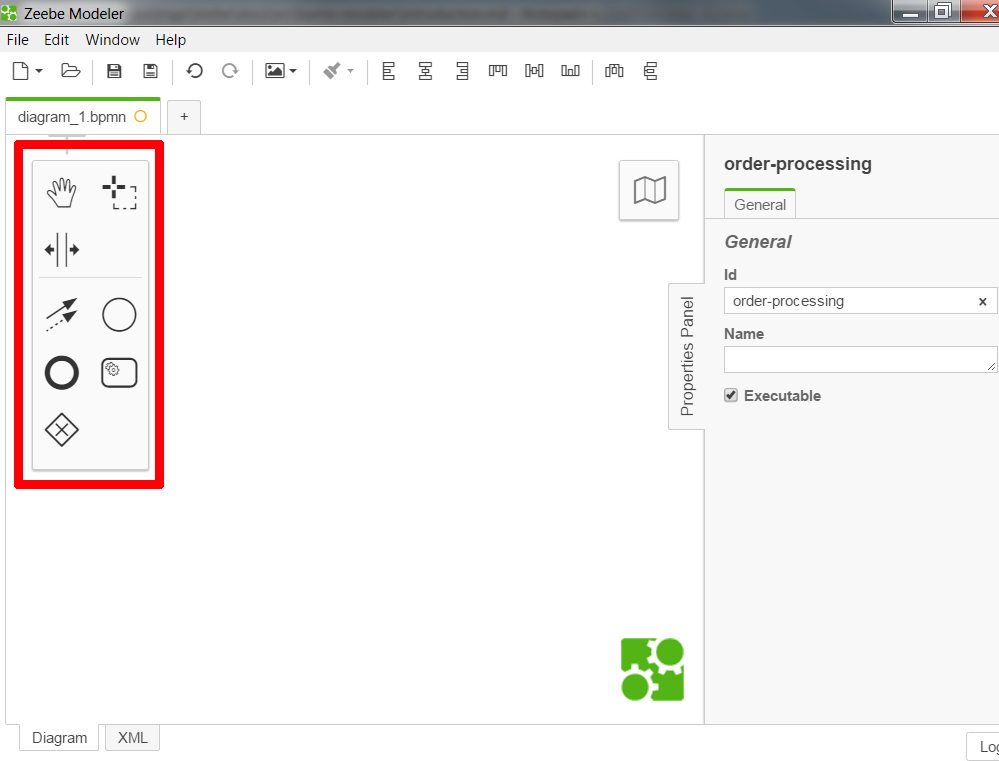 Zeebe Modeler
File Edit Window Help
diagram_1.bpmn +
order-processing
General
General
Id
order-processing ×
Name
Executable
Properties Panel
Diagram XML
Log